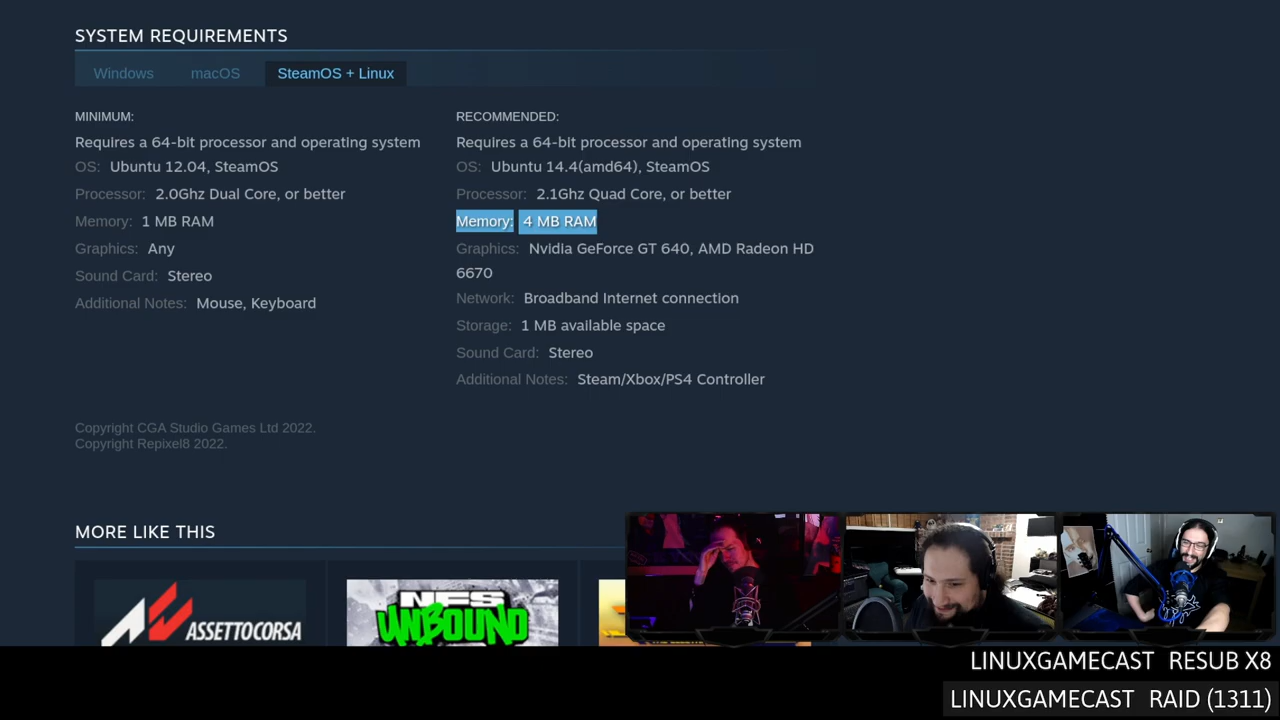 SYSTEM REQUIREMENTS
Windows macOS SteamOS + Linux
MINIMUM:
Requires a 64-bit processor and operating system
OS: Ubuntu 12.04, SteamOS
Processor: 2.0Ghz Dual Core, or better
Memory: 1 MB RAM
Graphics: Any
Sound Card: Stereo
Additional Notes: Mouse, Keyboard
RECOMMENDED:
Requires a 64-bit processor and operating system
OS: Ubuntu 14.4(amd64), SteamOS
Processor: 2.1Ghz Quad Core, or better
Memory: 4 MB RAM
Graphics: Nvidia GeForce GT 640, AMD Radeon HD
6670
Network: Broadband Internet connection
Storage: 1 MB available space
Sound Card: Stereo
Additional Notes: Steam/Xbox/PS4 Controller
Copyright CGA Studio Games Ltd 2022.
Copyright Repixel8 2022.
MORE LIKE THIS
ASSETTOCORSA
NFS
UNBOUND
LINUXGAMECAST RESUB X8
LINUXGAMECAST RAID (1311)